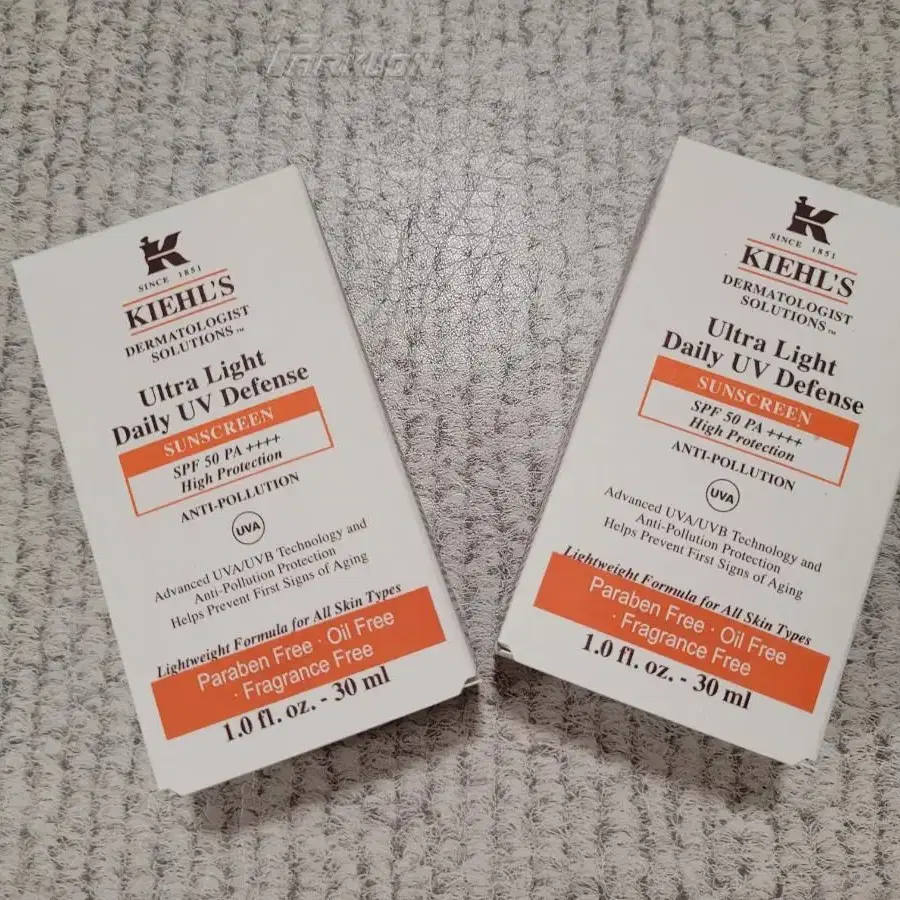 PARKJON
K
SINCE 1851
KIEHL'S
DERMATOLOGIST
SOLUTIONS™
Ultra Light
Daily UV Defense
SUNSCREEN
SPF 50 PA ++++
High Protection
ANTI-POLLUTION
UVA
Advanced UVA/UVB Technology and
Anti-Pollution Protection
Helps Prevent First Signs of Aging
Lightweight Formula for All Skin Types
Paraben Free · Oil Free
· Fragrance Free
1.0 fl. oz. - 30 ml
K
SINCE 1851
KIEHL'S
DERMATOLOGIST
SOLUTIONS™
Ultra Light
Daily UV Defense
SUNSCREEN
SPF 50 PA ++++
High Protection
ANTI-POLLUTION
UVA
Advanced UVA/UVB Technology and
Anti-Pollution Protection
Helps Prevent First Signs of Aging
Lightweight Formula for All Skin Types
Paraben Free · Oil Free
· Fragrance Free
1.0 fl. oz. - 30 ml